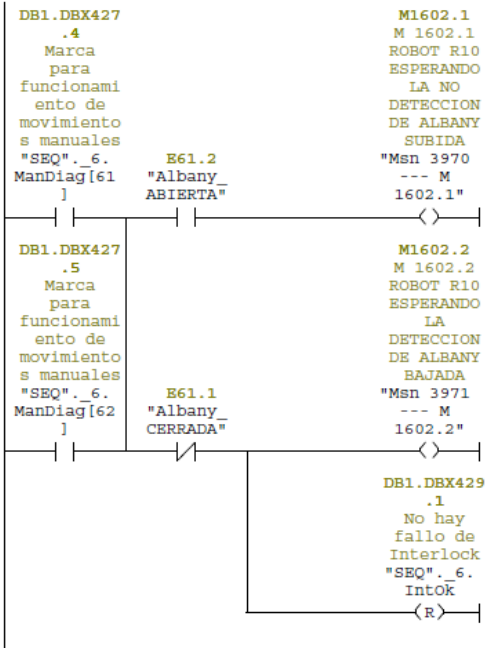 DB1.DBX427
.4
Marca
para
funcionami
ento de
movimiento
s manuales
"SEQ"._6.
ManDiag[61
]
E61.2
"Albany_
ABIERTA"
M1602.1
M 1602.1
ROBOT R10
ESPERANDO
LA NO
DETECCION
DE ALBANY
SUBIDA
"Msn 3970
--- M
1602.1"
DB1.DBX427
.5
Marca
para
funcionami
ento de
movimiento
s manuales
"SEQ"._6.
ManDiag[62
]
E61.1
"Albany_
CERRADA"
M1602.2
M 1602.2
ROBOT R10
ESPERANDO
LA
DETECCION
DE ALBANY
BAJADA
"Msn 3971
--- M
1602.2"
DB1.DBX429
.1
No hay
fallo de
Interlock
"SEQ"._6.
IntOk
R